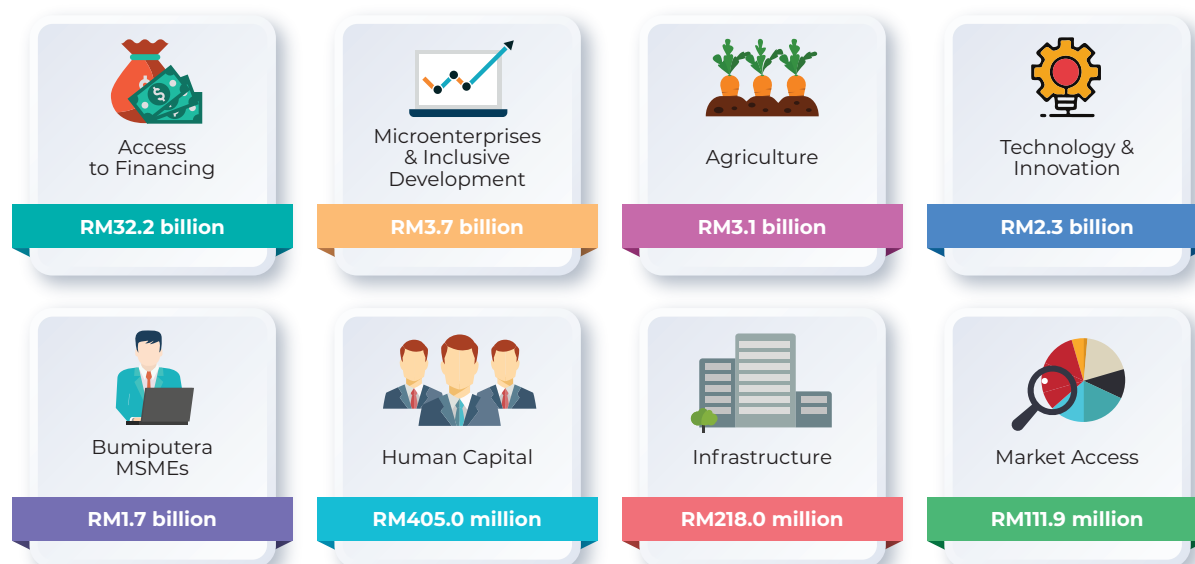 Access
to Financing
RM32.2 billion
Microenterprises
& Inclusive
Development
RM3.7 billion
Agriculture
RM3.1 billion
Technology &
Innovation
RM2.3 billion
Bumiputera
MSMEs
RM1.7 billion
Human Capital
RM405.0 million
Infrastructure
RM218.0 million
Market Access
RM111.9 million